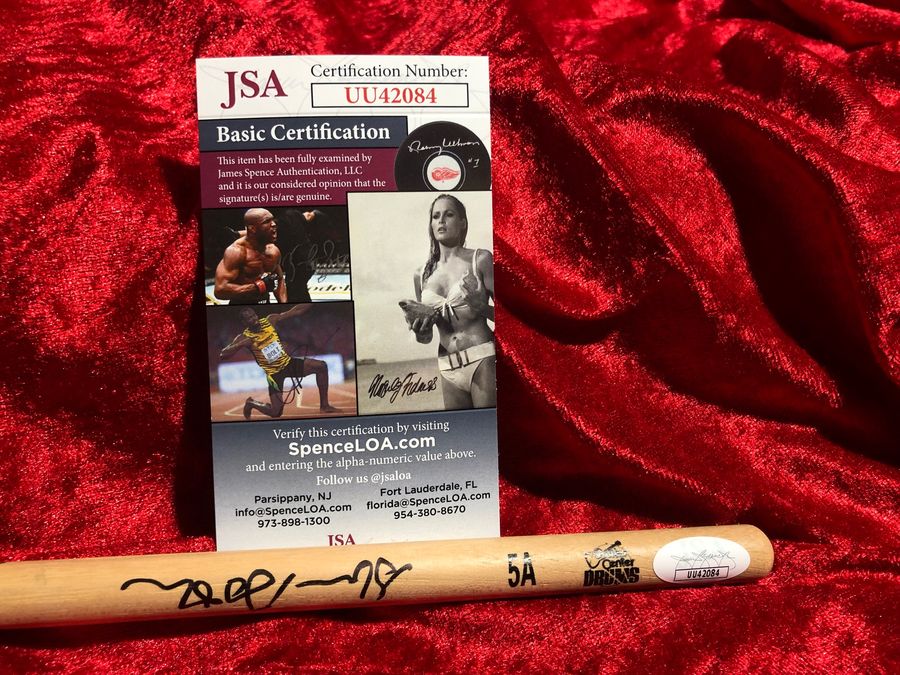 JSA
Certification Number:
UU42084
Basic Certification
This item has been fully examined by
James Spence Authentication, LLC
and it is our considered opinion that the
signature(s) is/are genuine.
BOLT
Verify this certification by visiting
SpenceLOA.com
and entering the alpha-numeric value above.
Follow us @jsaloa
Parsippany, NJ
info@SpenceLOA.com
973-898-1300
Fort Lauderdale, FL
florida@SpenceLOA.com
954-380-8670
JSA
5A
Center
DRUMS
UU42084